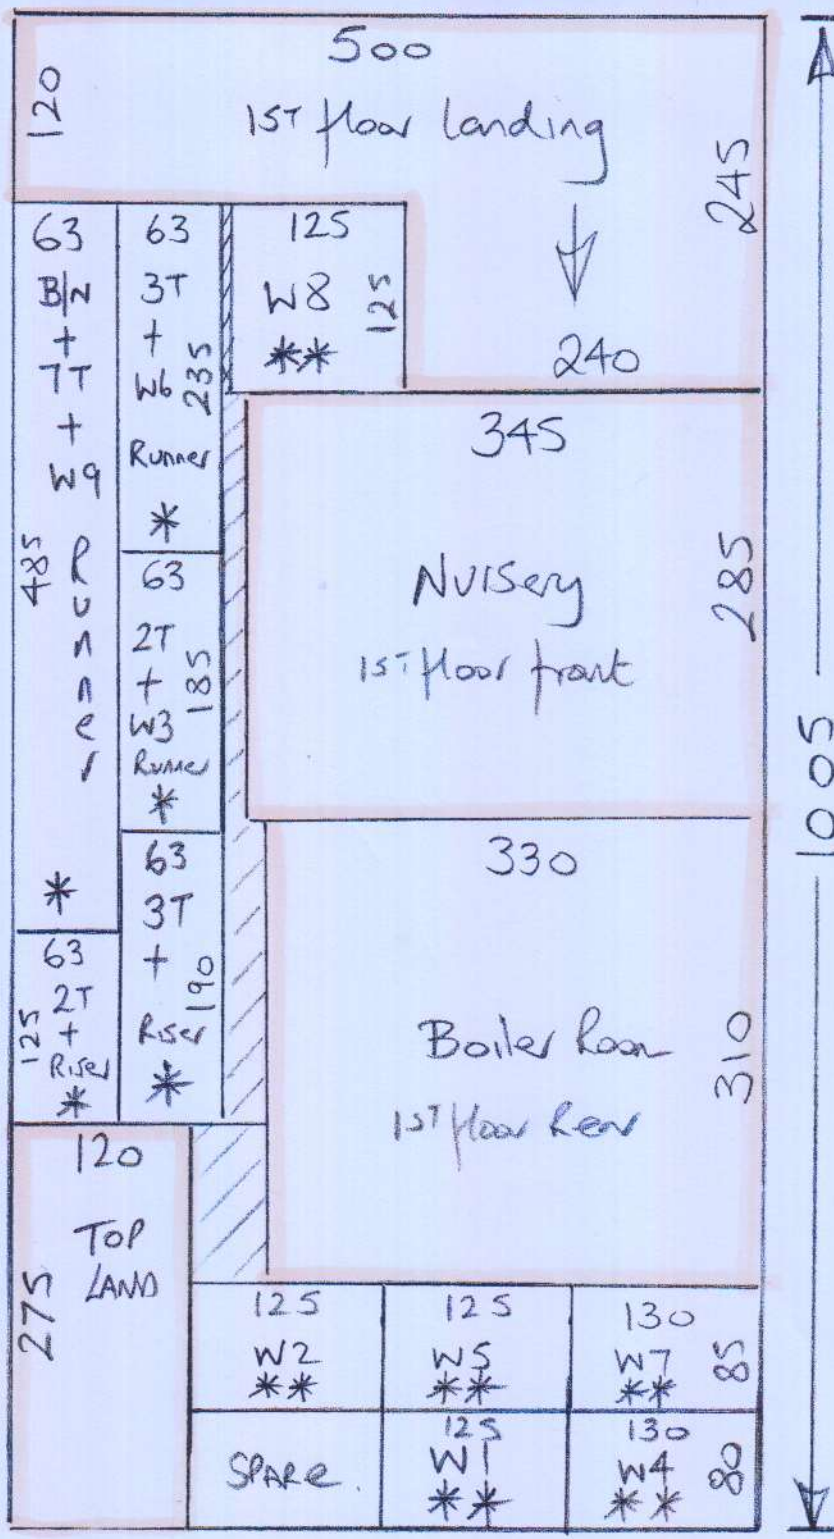 500
120
1ST floor landing
245
240
1005
63
B/2
+
7T
+
W9
Runner
485
*
63
3T
+
W6
235
Runner
*
125
W8
125
**
345
Nursery
1ST floor front
285
63
2T
+
W3
185
Runner
*
330
Boiler Room
1ST floor Rear
310
63
3T
+
190
Riser
*
63
2T
125
+
Riser
*
120
TOP
LAND
275
125
W2
**
125
W5
**
130
W7
**
85
SPARE.
125
W1
**
130
W4
**
80